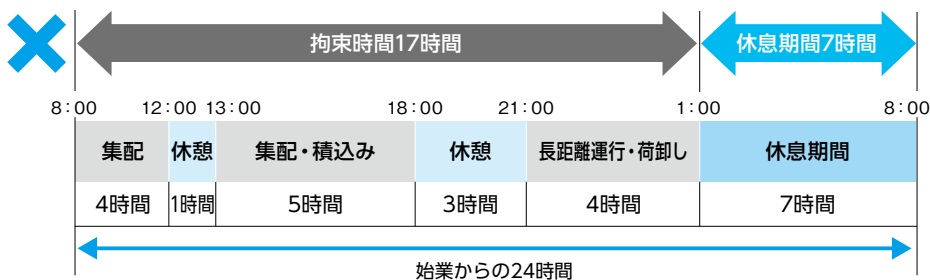 拘束時間17時間 休息期間7時間
8:00 12:00 13:00 18:00 21:00 1:00 8:00
集配 休憩 集配・積込み 休憩 長距離運行・荷卸し 休息期間
4時間 1時間 5時間 3時間 4時間 7時間
始業からの24時間